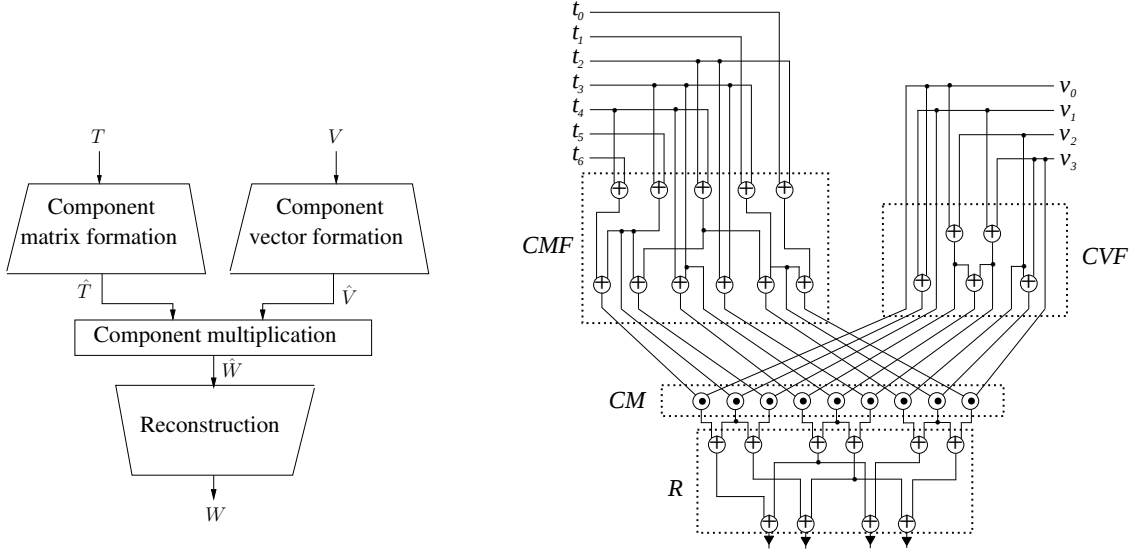 T
V
Component
matrix formation
Component
vector formation
T̂
V̂
Component multiplication
Ŵ
Reconstruction
W
t₀
t₁
t₂
t₃
t₄
t₅
t₆
v₀
v₁
v₂
v₃
CMF
CVF
CM
R